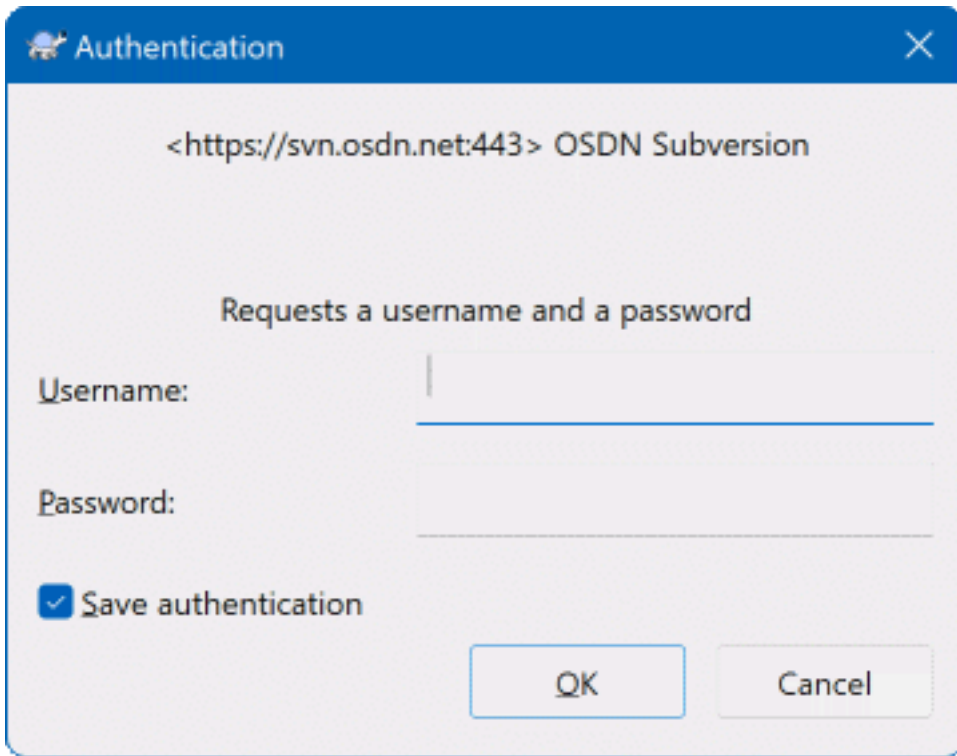 Authentication
<https://svn.osdn.net:443> OSDN Subversion
Requests a username and a password
Username:
Password:
Save authentication
OK Cancel